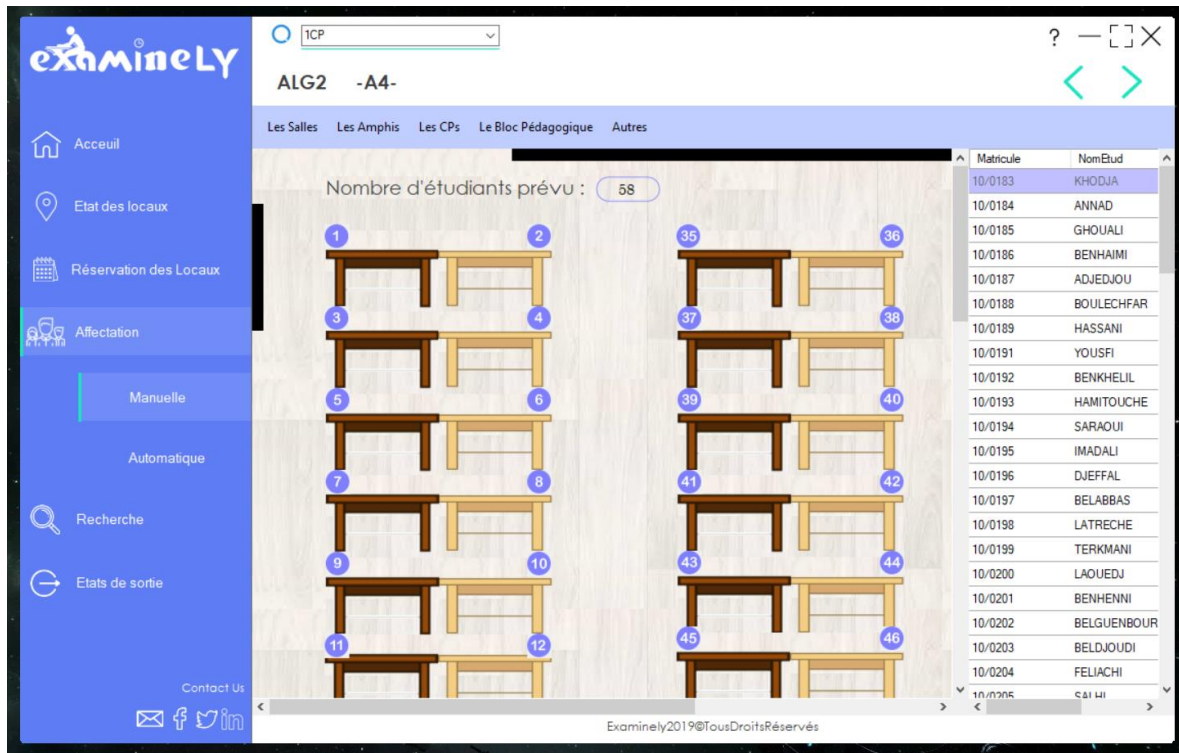 examinely
Acceuil
Etat des locaux
Réservation des Locaux
Affectation
Manuelle
Automatique
Recherche
Etats de sortie
Contact Us
1CP
?
ALG2 -A4-
Les Salles Les Amphis Les CPs Le Bloc Pédagogique Autres
Nombre d'étudiants prévu : 58
1 2 35 36
3 4 37 38
5 6 39 40
7 8 41 42
9 10 43 44
11 12 45 46
Matricule NomEtud
10/0183 KHODJA
10/0184 ANNAD
10/0185 GHOUALI
10/0186 BENHAIMI
10/0187 ADJEDJOU
10/0188 BOULECHFAR
10/0189 HASSANI
10/0191 YOUSFI
10/0192 BENKHELIL
10/0193 HAMITOUCHE
10/0194 SARAOUI
10/0195 IMADALI
10/0196 DJEFFAL
10/0197 BELABBAS
10/0198 LATRECHE
10/0199 TERKMANI
10/0200 LAOUEDJ
10/0201 BENHENNI
10/0202 BELGUENBOUR
10/0203 BELDJOUDI
10/0204 FELIACHI
10/0205 SALHI
Examinely2019@TousDroitsRéservés